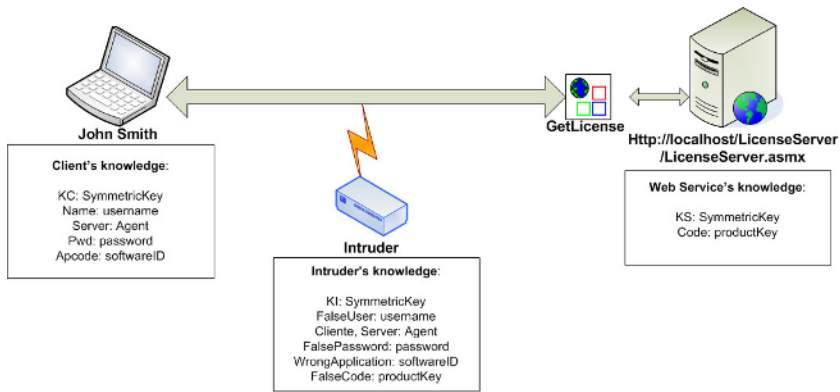 John Smith
Client's knowledge:
KC: SymmetricKey
Name: username
Server: Agent
Pwd: password
Apcode: softwareID
Intruder
Intruder's knowledge:
KI: SymmetricKey
FalseUser: username
Cliente, Server: Agent
FalsePassword: password
WrongApplication: softwareID
FalseCode: productKey
GetLicense
Http://localhost/LicenseServer
/LicenseServer.asmx
Web Service's knowledge:
KS: SymmetricKey
Code: productKey